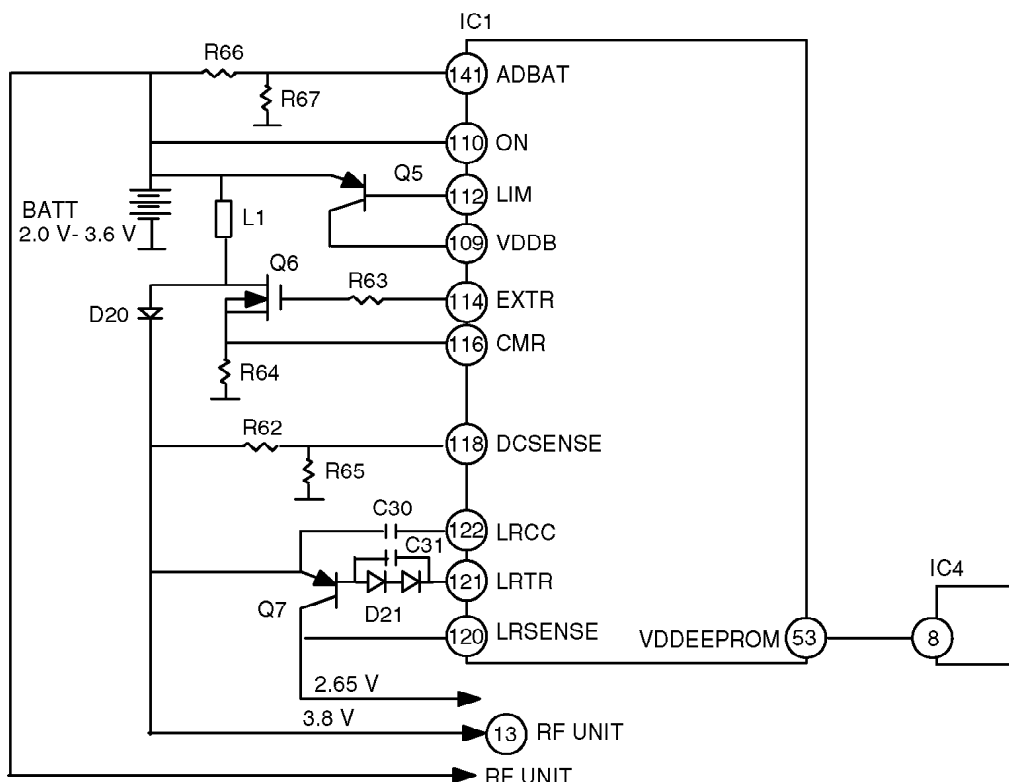 IC1
R66
141 ADBAT
R67
110 ON
Q5
112 LIM
BATT
2.0 V- 3.6 V
L1
109 VDDB
Q6
R63
114 EXTR
D20
116 CMR
R64
R62
118 DCSENSE
R65
C30
122 LRCC
C31
121 LRTR
IC4
Q7
D21
120 LRSENSE
VDDEEPROM 53
8
2.65 V
3.8 V
13 RF UNIT
RF UNIT